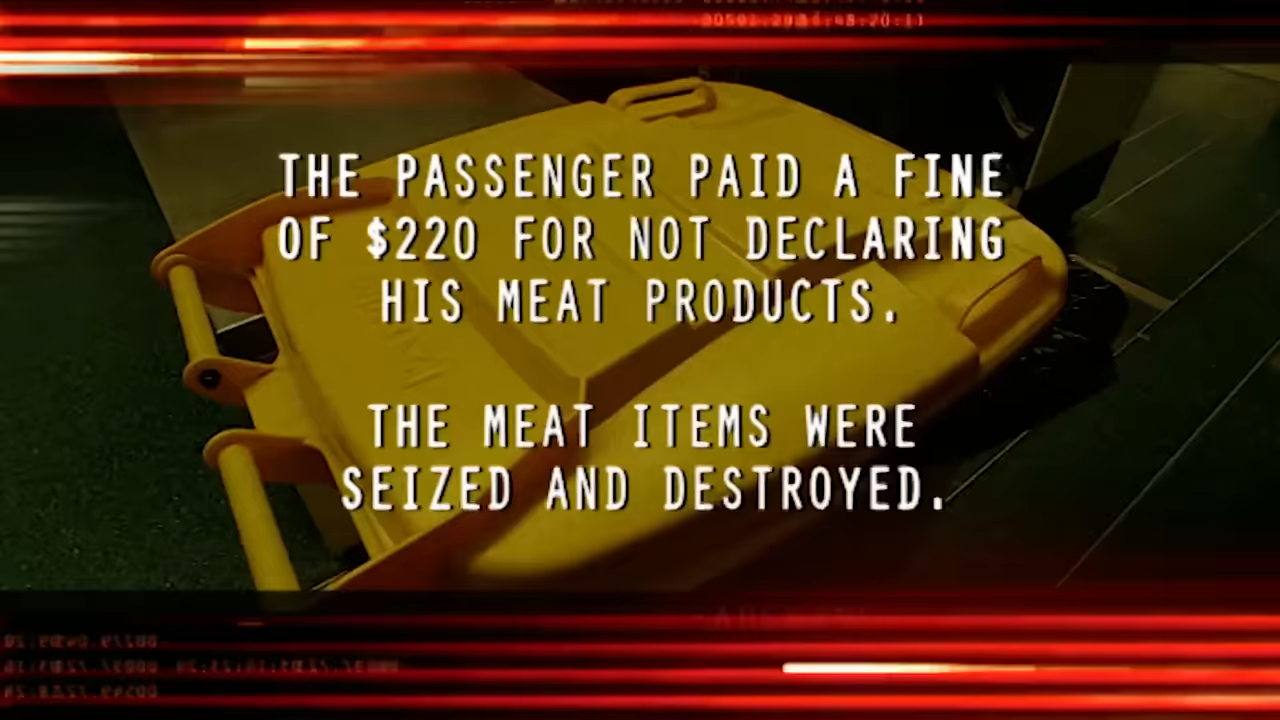 THE PASSENGER PAID A FINE
OF $220 FOR NOT DECLARING
HIS MEAT PRODUCTS.
THE MEAT ITEMS WERE
SEIZED AND DESTROYED.